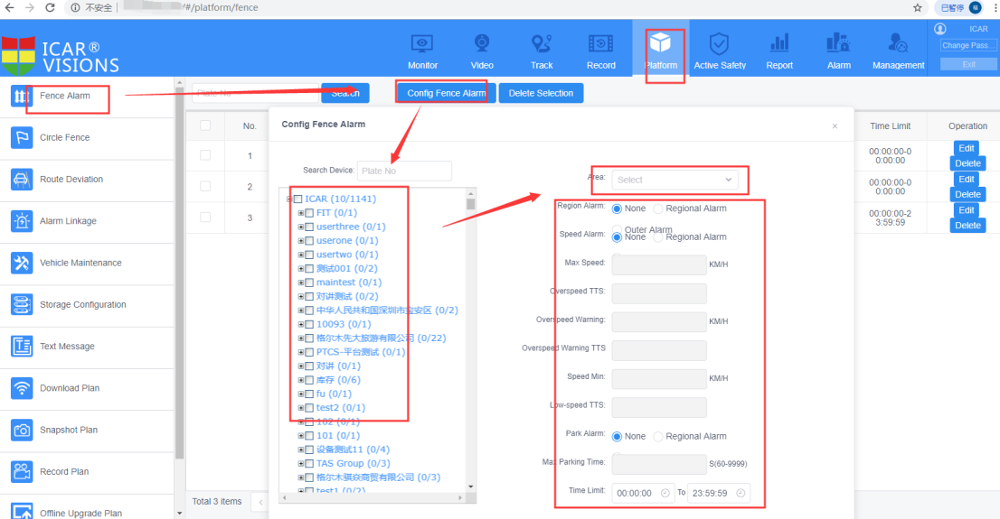 不安全
/#/platform/fence
已暂停
ICAR®
VISIONS
Monitor
Video
Track
Record
Platform
Active Safety
Report
Alarm
Management
ICAR
Change Pass...
Exit
Fence Alarm
Circle Fence
Route Deviation
Alarm Linkage
Vehicle Maintenance
Storage Configuration
Text Message
Download Plan
Snapshot Plan
Record Plan
Offline Upgrade Plan
Plate No
Search
Config Fence Alarm
Delete Selection
No.
Time Limit
Operation
1
00:00:00-0
0:00:00
Edit
Delete
2
00:00:00-0
0:00:00
Edit
Delete
3
00:00:00-2
3:59:59
Edit
Delete
Total 3 items
Config Fence Alarm
Search Device:
Plate No
ICAR (10/1141)
FIT (0/1)
userthree (0/1)
userone (0/1)
usertwo (0/1)
测试001 (0/2)
maintest (0/1)
对讲测试 (0/2)
中华人民共和国深圳市宝安区 (0/2)
10093 (0/1)
格尔木先大旅游有限公司 (0/22)
PTCS-平台测试 (0/1)
对讲 (0/1)
库存 (0/6)
fu (0/1)
test2 (0/1)
102 (0/1)
101 (0/1)
设备测试11 (0/4)
TAS Group (0/3)
格尔木骐焱商贸有限公司 (0/3)
test1 (0/2)
Area:
Select
Region Alarm:
None
Regional Alarm
Outer Alarm
Speed Alarm:
None
Regional Alarm
Max Speed:
KM/H
Overspeed TTS:
Overspeed Warning:
KM/H
Overspeed Warning TTS
Speed Min:
KM/H
Low-speed TTS:
Park Alarm:
None
Regional Alarm
Max Parking Time:
S(60-9999)
Time Limit:
00:00:00
To
23:59:59